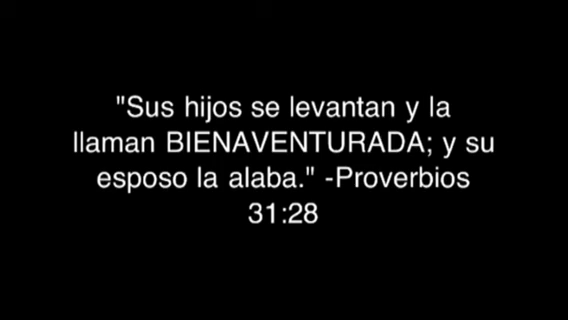 "Sus hijos se levantan y la
llaman BIENAVENTURADA; y su
esposo la alaba." -Proverbios
31:28